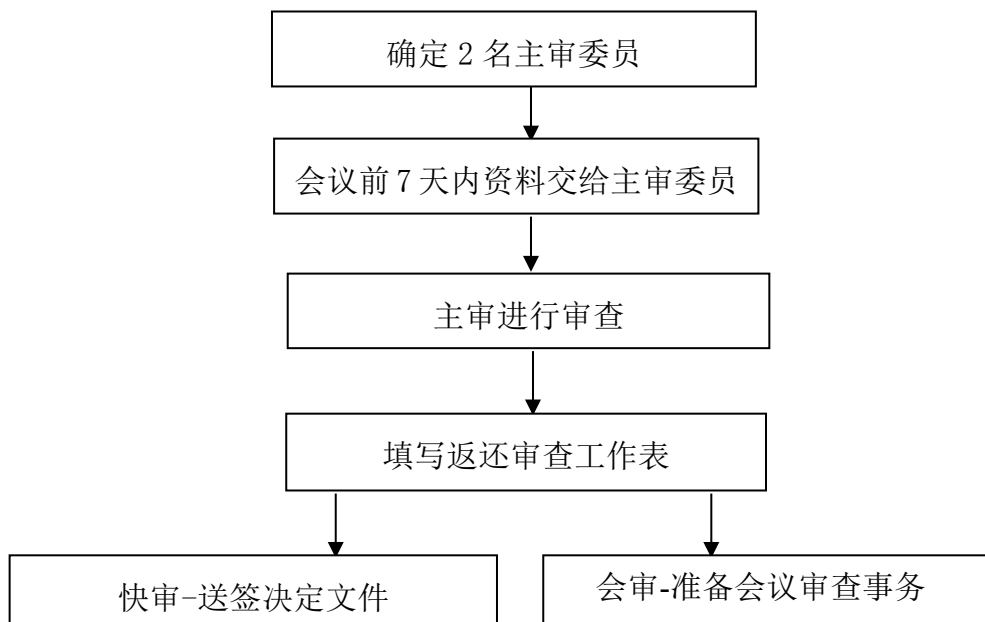 确定 2 名主审委员
会议前 7 天内资料交给主审委员
主审进行审查
填写返还审查工作表
快审-送签决定文件
会审-准备会议审查事务